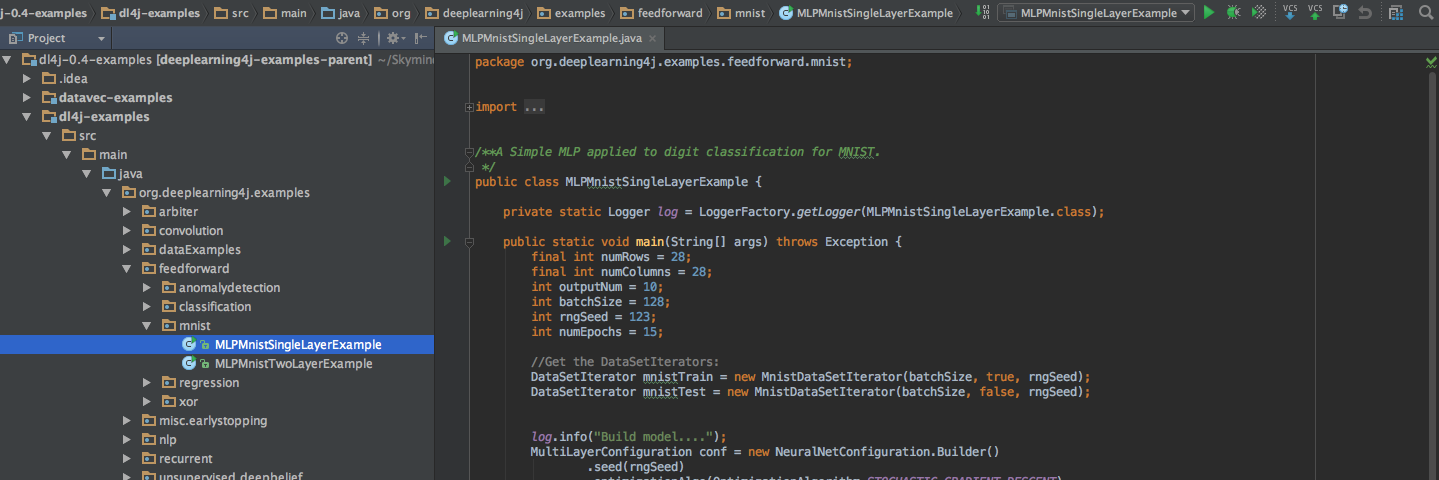 j-0.4-examples dl4j-examples src main java org deeplearning4j examples feedforward mnist MLPMnistSingleLayerExample MLPMnistSingleLayerExample VCS VCS
Project
dl4j-0.4-examples [deeplearning4j-examples-parent] ~/Skymin
.idea
datavec-examples
dl4j-examples
src
main
java
org.deeplearning4j.examples
arbiter
convolution
dataExamples
feedforward
anomalydetection
classification
mnist
MLPMnistSingleLayerExample
MLPMnistTwoLayerExample
regression
xor
misc.earlystopping
nlp
recurrent
unsupervised.deepbelief
MLPMnistSingleLayerExample.java
package org.deeplearning4j.examples.feedforward.mnist;
import ...
/**A Simple MLP applied to digit classification for MNIST.
*/
public class MLPMnistSingleLayerExample {
private static Logger log = LoggerFactory.getLogger(MLPMnistSingleLayerExample.class);
public static void main(String[] args) throws Exception {
final int numRows = 28;
final int numColumns = 28;
int outputNum = 10;
int batchSize = 128;
int rngSeed = 123;
int numEpochs = 15;
//Get the DataSetIterators:
DataSetIterator mnistTrain = new MnistDataSetIterator(batchSize, true, rngSeed);
DataSetIterator mnistTest = new MnistDataSetIterator(batchSize, false, rngSeed);
log.info("Build model....");
MultiLayerConfiguration conf = new NeuralNetConfiguration.Builder()
.seed(rngSeed)
.optimizationAlgo(OptimizationAlgorithm.STOCHASTIC_GRADIENT_DESCENT)